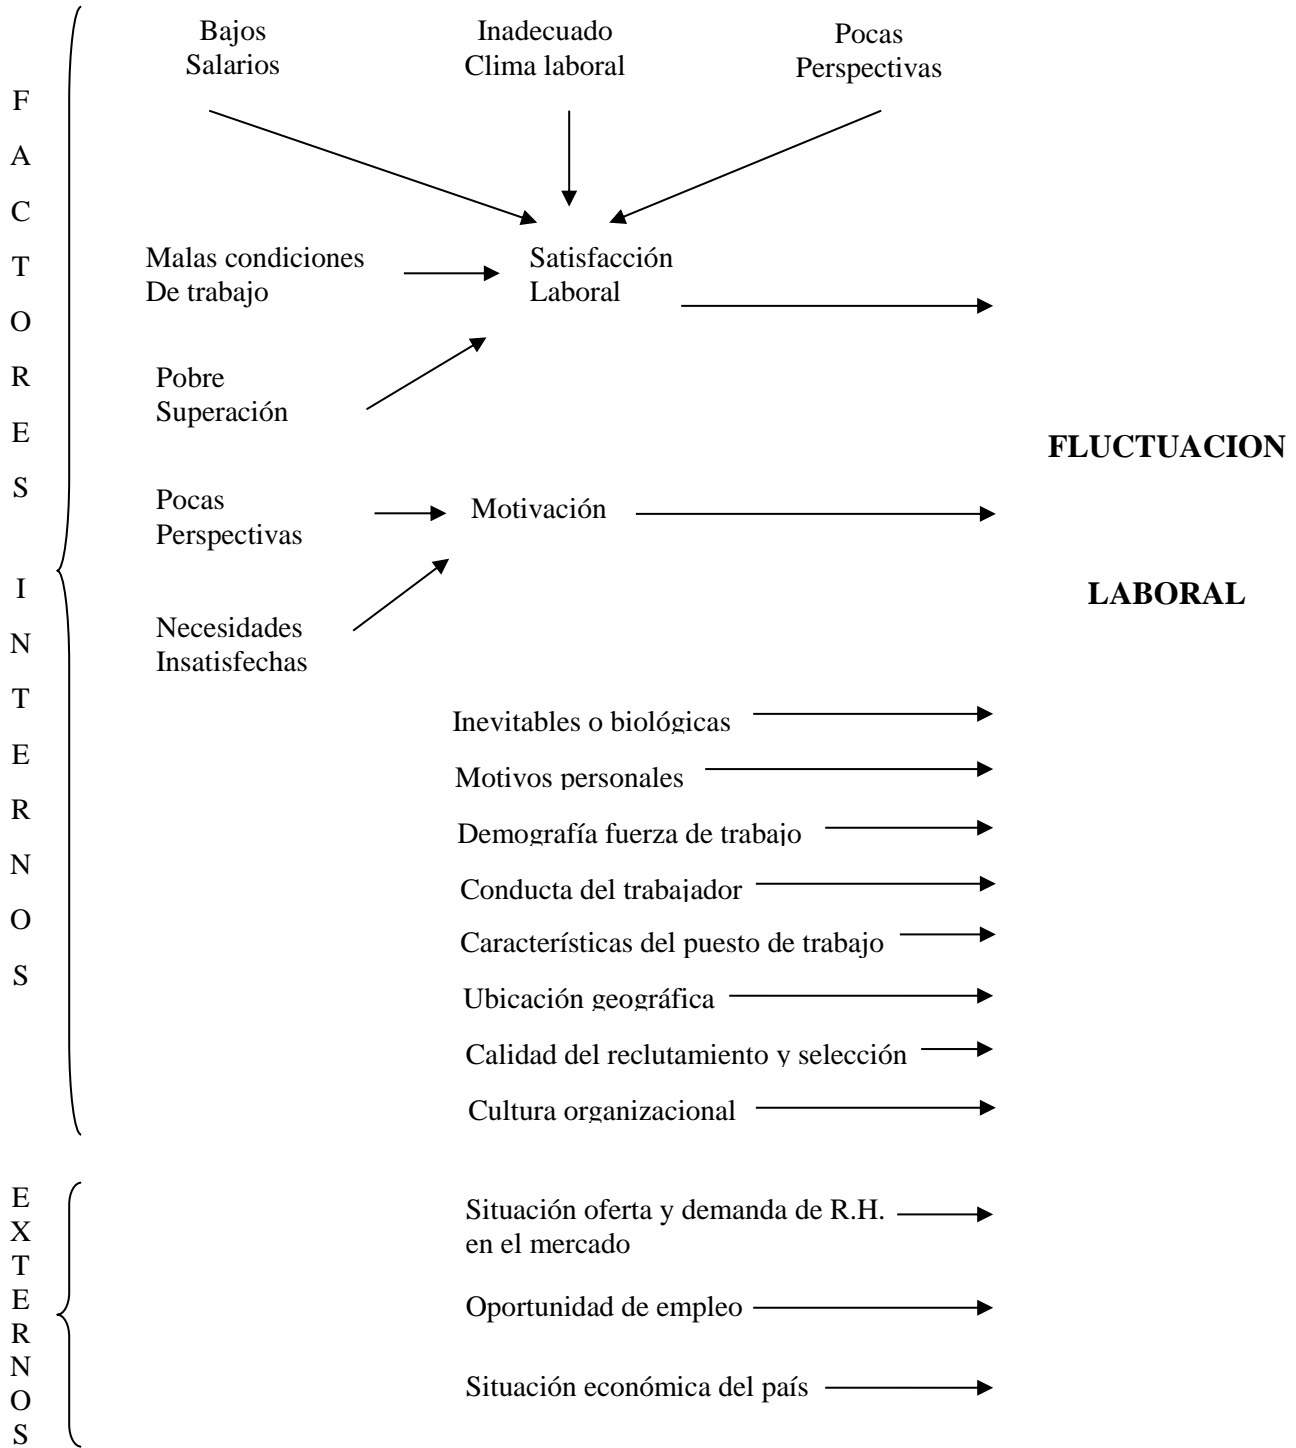 FACTORES INTERNOS
Bajos
Salarios
Inadecuado
Clima laboral
Pocas
Perspectivas
Malas condiciones
De trabajo
Satisfacción
Laboral
Pobre
Superación
FLUCTUACION
Pocas
Perspectivas
Motivación
LABORAL
Necesidades
Insatisfechas
Inevitables o biológicas
Motivos personales
Demografía fuerza de trabajo
Conducta del trabajador
Características del puesto de trabajo
Ubicación geográfica
Calidad del reclutamiento y selección
Cultura organizacional
EXTERNOS
Situación oferta y demanda de R.H.
en el mercado
Oportunidad de empleo
Situación económica del país